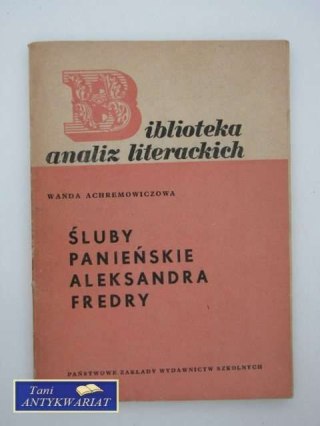 Biblioteka
analiz literackich
WANDA ACHREMOWICZOWA
ŚLUBY
PANIEŃSKIE
ALEKSANDRA
FREDRY
PAŃSTWOWE ZAKŁADY WYDAWNICTW SZKOLNYCH
Tani
ANTYKWARIAT